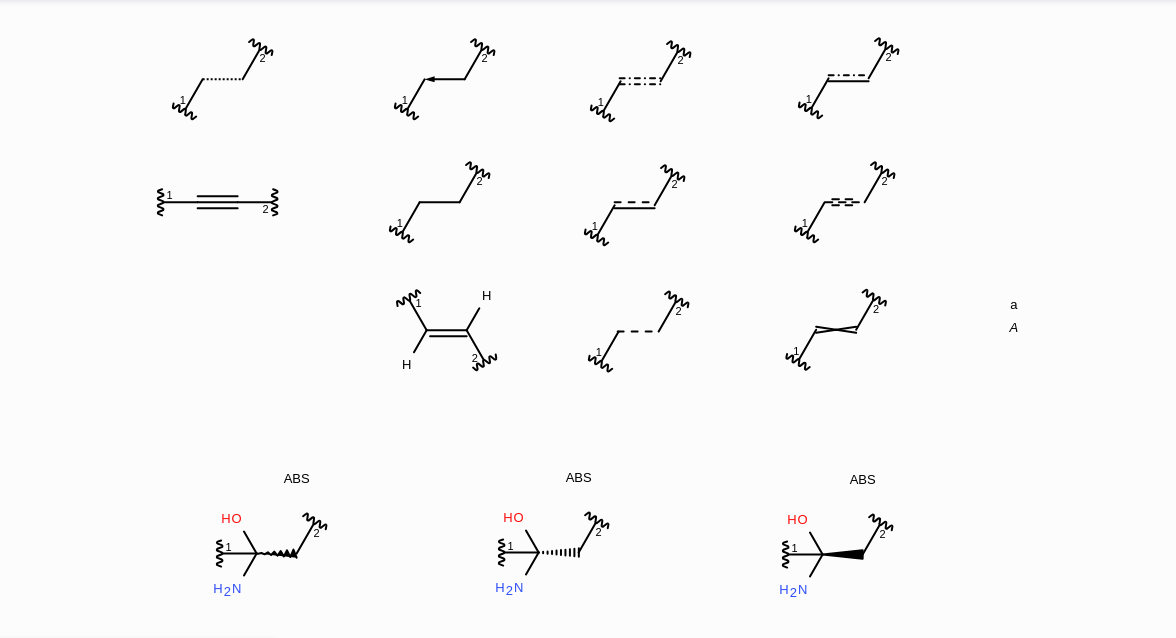 2 2 2 2
1 1 1 1
2 2 2
1 2
1 1 1
H
1 2 2 a
A
1 2 1
H
ABS ABS ABS
HO HO HO
1 2 1 2 1 2
H2N H2N H2N